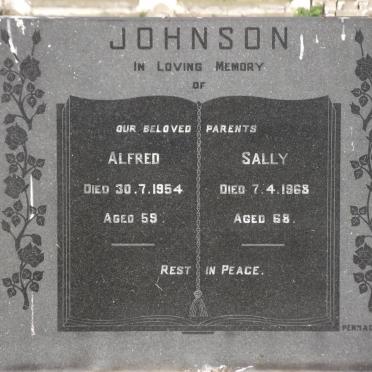 JOHNSON
IN LOVING MEMORY
OF
OUR BELOVED PARENTS
ALFRED SALLY
DIED 30.7.1954 DIED 7.4.1968
AGED 59. AGED 68.
REST IN PEACE.